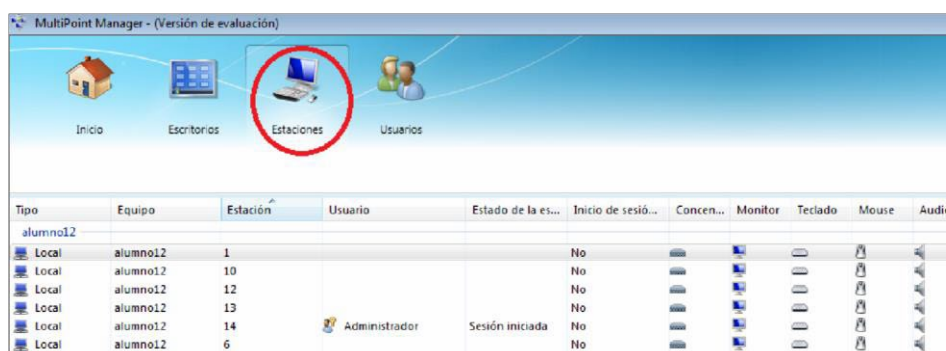 MultiPoint Manager - (Versión de evaluación)
Inicio Escritorios Estaciones Usuarios
Tipo Equipo Estación Usuario Estado de la es... Inicio de sesió... Concen... Monitor Teclado Mouse Audi
alumno12
Local alumno12 1 No
Local alumno12 10 No
Local alumno12 12 No
Local alumno12 13 No
Local alumno12 14 Administrador Sesión iniciada No
Local alumno12 6 No